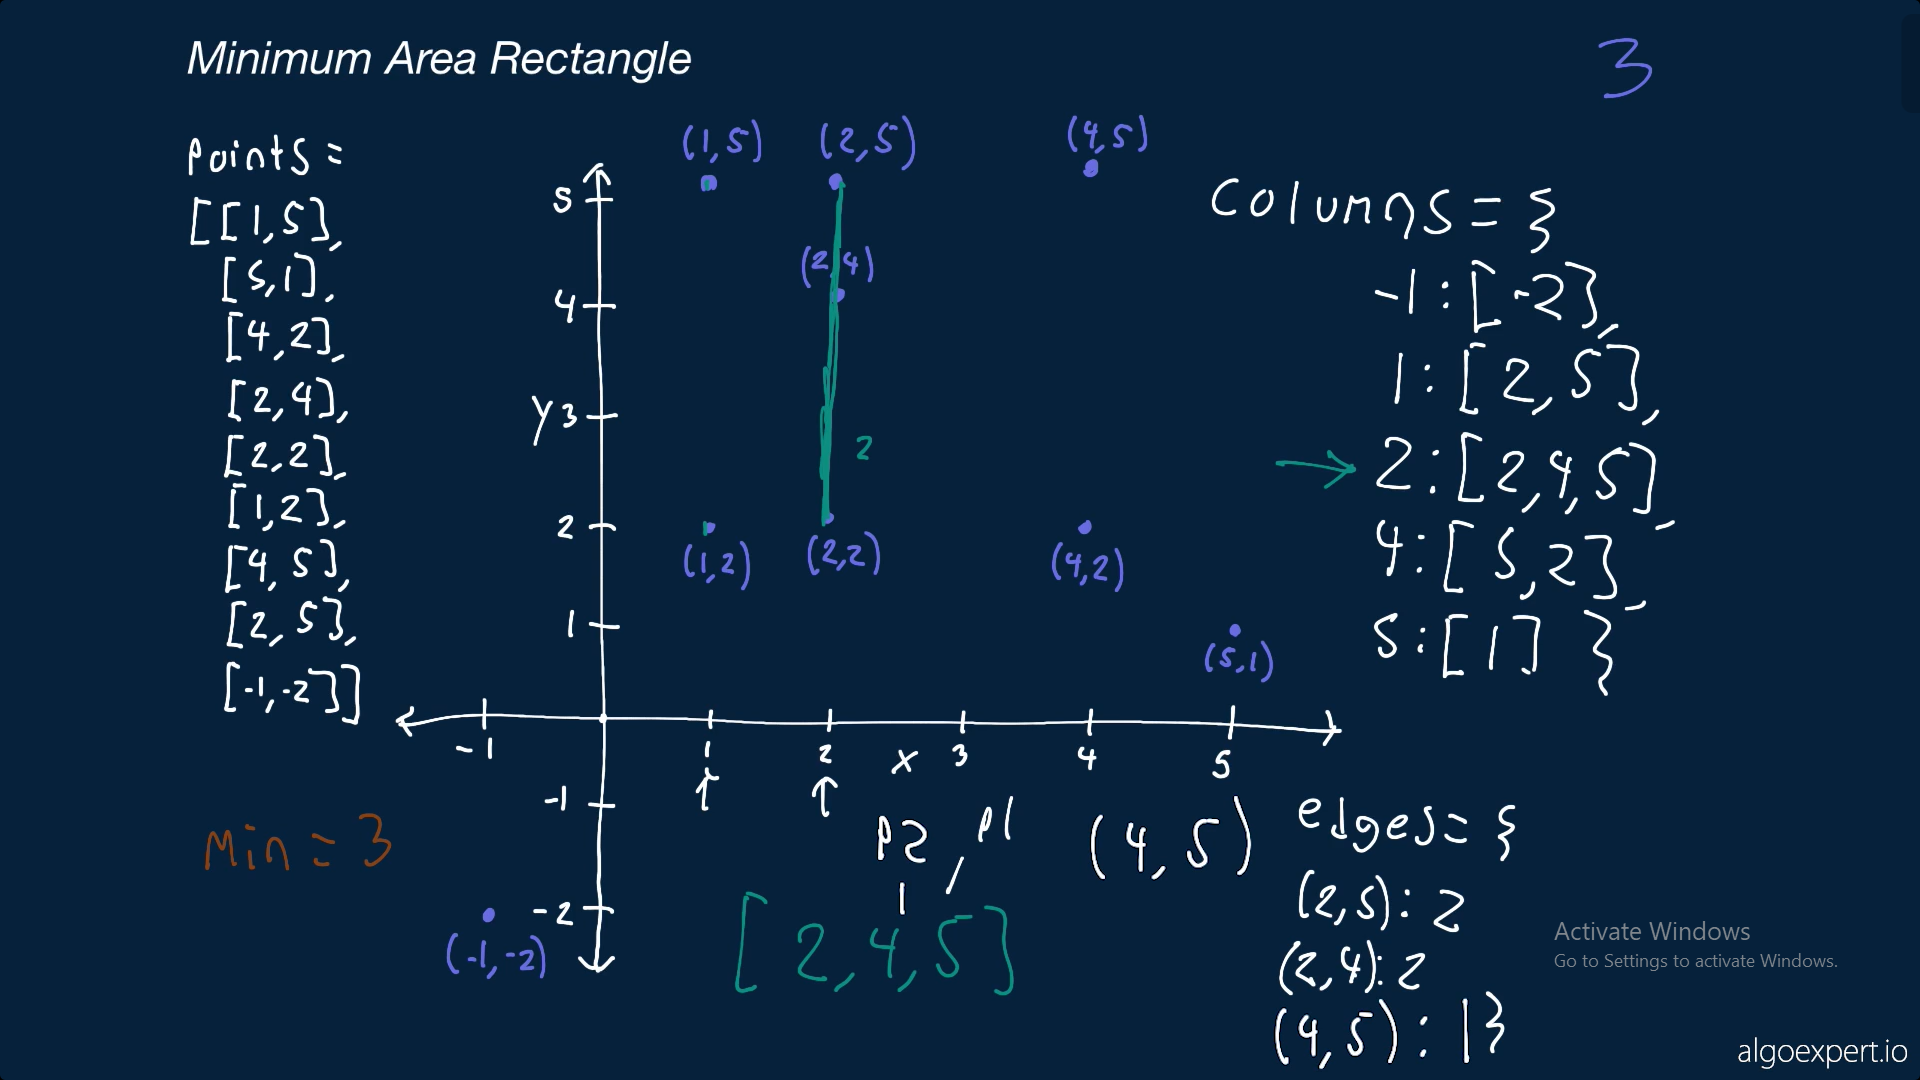 Minimum Area Rectangle
3
points =
[[1,5],
[5,1],
[4,2],
[2,4],
[2,2],
[1,2],
[4,5],
[2,5],
[-1,-2]]
(1,5) (2,5) (4,5)
(2,4)
(1,2) (2,2) (4,2)
(5,1)
(-1,-2)
5
4
y 3
2
2
1
-1
-2
-1 1 2 x 3 4 5
Min = 3
P2, P1 (4,5)
[2,4,5]
Columns = {
-1: [-2],
1: [2,5],
2: [2,4,5],
4: [5,2],
5: [1] }
edges = {
(2,5): 2
(2,4): 2
(4,5): 1}
Activate Windows
Go to Settings to activate Windows.
algoexpert.io